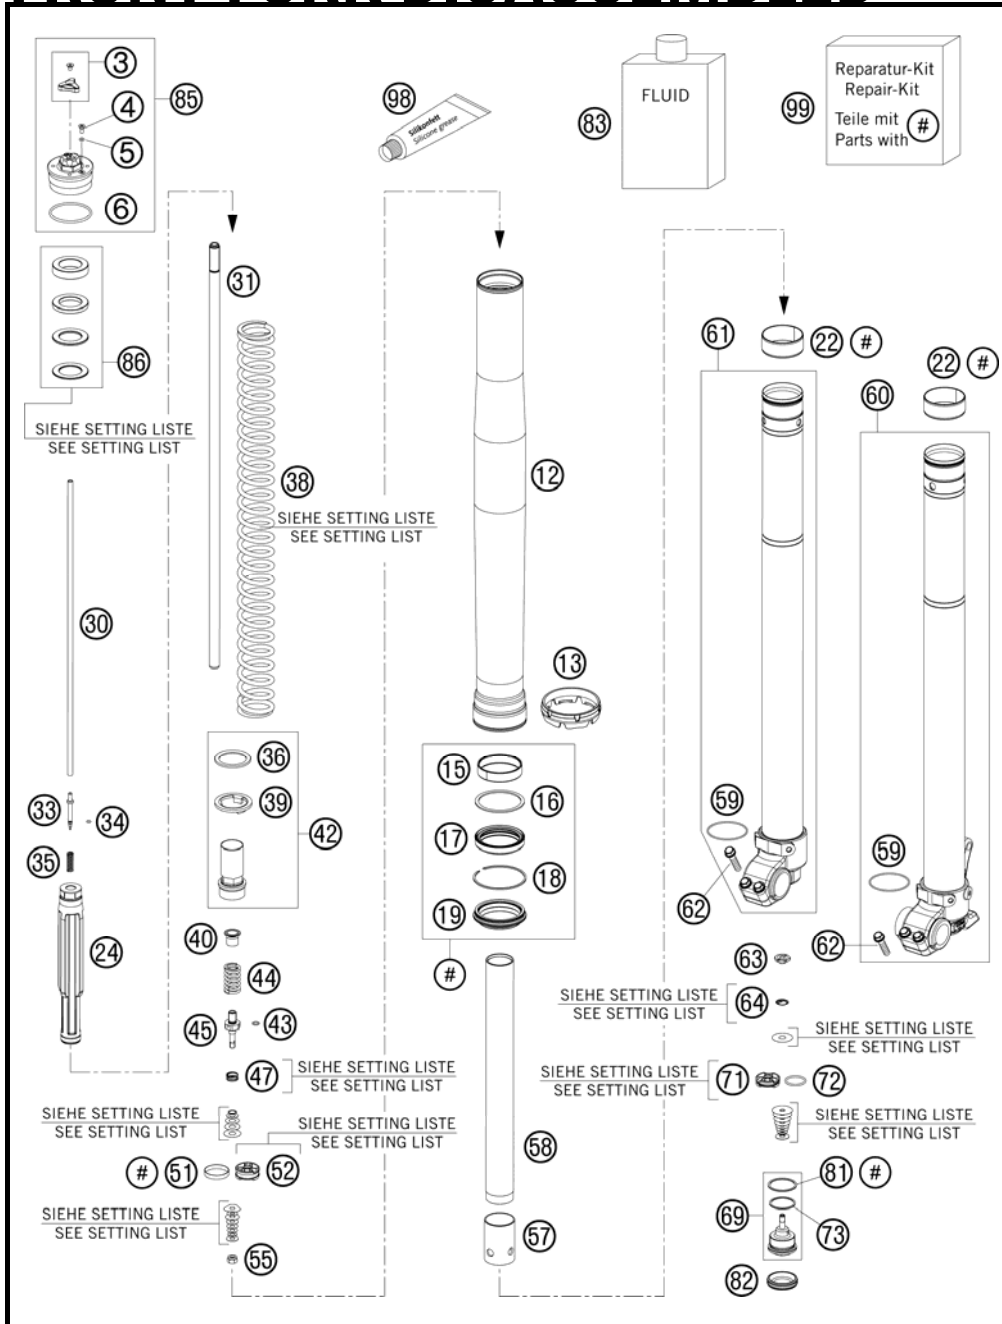 3
85
4
5
6
98
Silikonfett
Silicone grease
FLUID
83
99
Reparatur-Kit
Repair-Kit
Teile mit #
Parts with
31
86
SIEHE SETTING LISTE
SEE SETTING LIST
61
22 #
22 #
60
38
SIEHE SETTING LISTE
SEE SETTING LIST
12
30
13
36
39
42
15
16
17
18
19
#
33
34
35
24
59
62
59
62
40
44
45
43
47
SIEHE SETTING LISTE
SEE SETTING LIST
SIEHE SETTING LISTE
SEE SETTING LIST
SIEHE SETTING LISTE
SEE SETTING LIST
# 51
52
SIEHE SETTING LISTE
SEE SETTING LIST
55
58
57
63
SIEHE SETTING LISTE
SEE SETTING LIST
64
SIEHE SETTING LISTE
SEE SETTING LIST
SIEHE SETTING LISTE
SEE SETTING LIST
71
72
SIEHE SETTING LISTE
SEE SETTING LIST
81 #
69
73
82